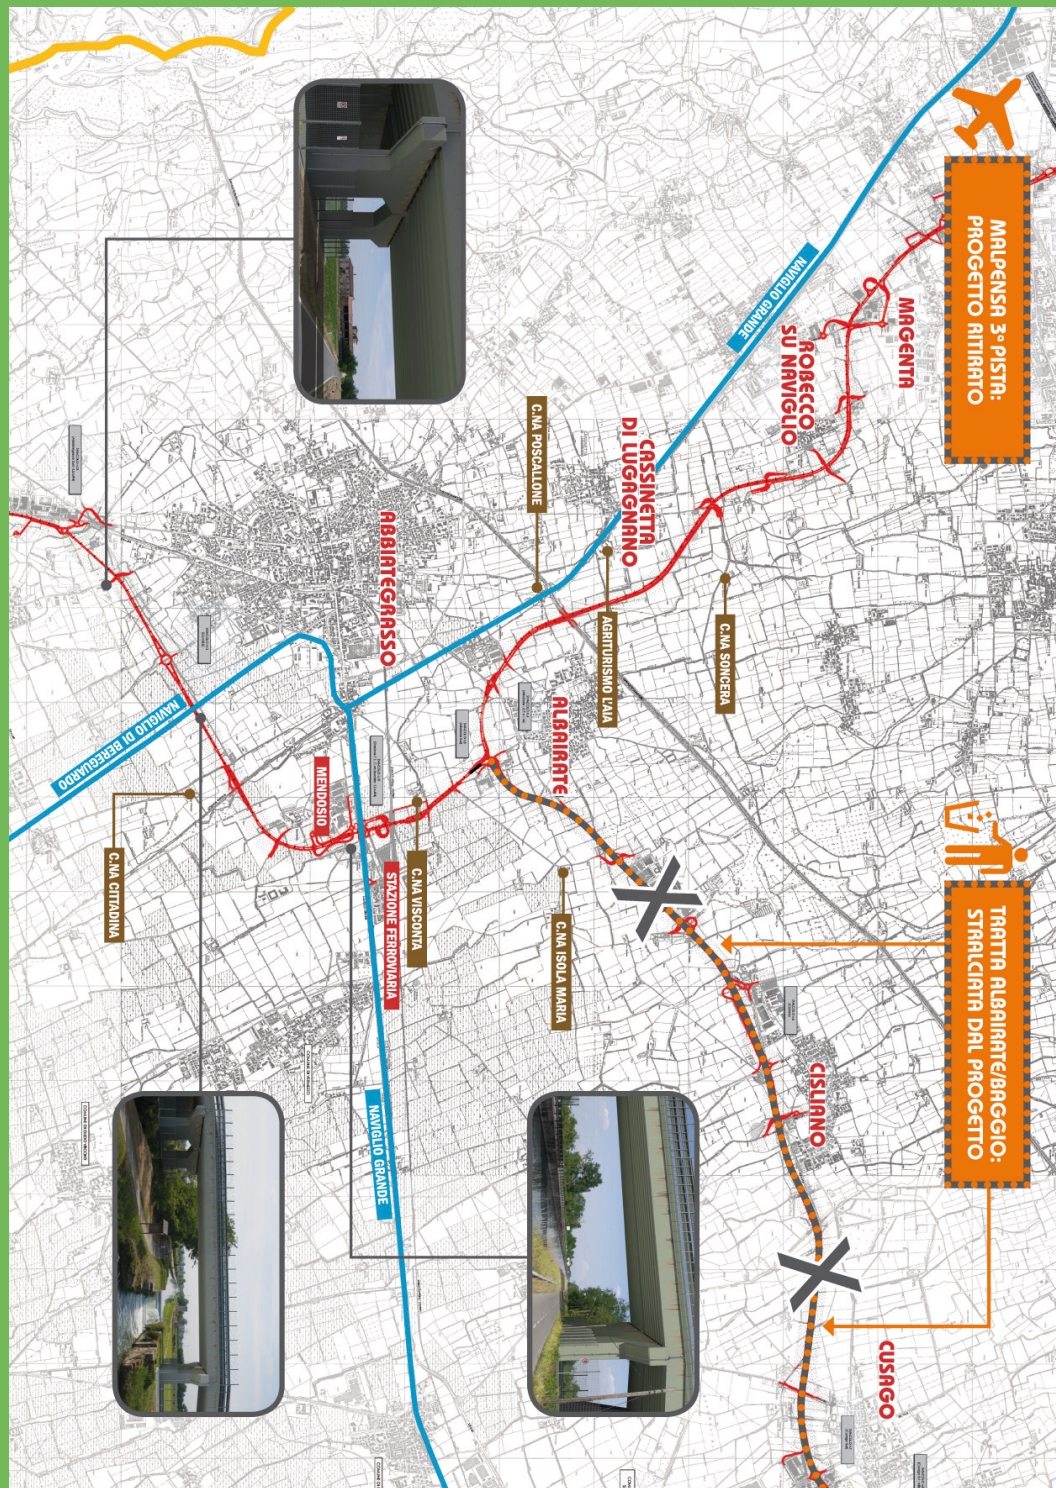 MALPENSA 3ª PISTA:
PROGETTO RITIRATO
TRATTA ALBAIRATE/BAGGIO:
STRALCIATA DAL PROGETTO
MAGENTA
ROBECCO
SU NAVIGLIO
NAVIGLIO GRANDE
CASSINETTA
DI LUGAGNANO
C.NA POSCALLONE
AGRITURISMO L'AIA
C.NA SONCERA
ABBIATEGRASSO
ALBAIRATE
CISLIANO
CUSAGO
C.NA ISOLA MARIA
C.NA VISCONTA
STAZIONE FERROVIARIA
MENDOSIO
NAVIGLIO DI BEREGUARDO
C.NA CITTADINA
NAVIGLIO GRANDE